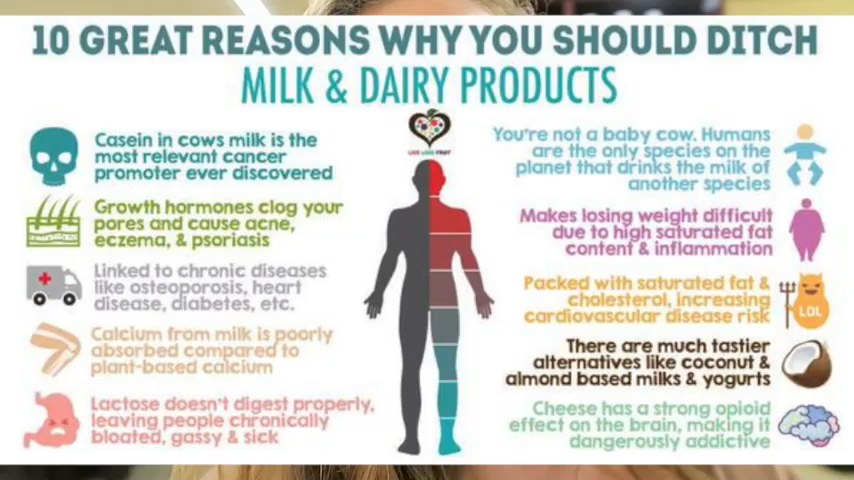 10 GREAT REASONS WHY YOU SHOULD DITCH
MILK & DAIRY PRODUCTS
Casein in cows milk is the
most relevant cancer
promoter ever discovered
Growth hormones clog your
pores and cause acne,
eczema, & psoriasis
Linked to chronic diseases
like osteoporosis, heart
disease, diabetes, etc.
Calcium from milk is poorly
absorbed compared to
plant-based calcium
Lactose doesn't digest properly,
leaving people chronically
bloated, gassy & sick
LIVE LOVE FRUIT
You're not a baby cow. Humans
are the only species on the
planet that drinks the milk of
another species
Makes losing weight difficult
due to high saturated fat
content & inflammation
Packed with saturated fat &
cholesterol, increasing
cardiovascular disease risk
LDL
There are much tastier
alternatives like coconut &
almond based milks & yogurts
Cheese has a strong opioid
effect on the brain, making it
dangerously addictive